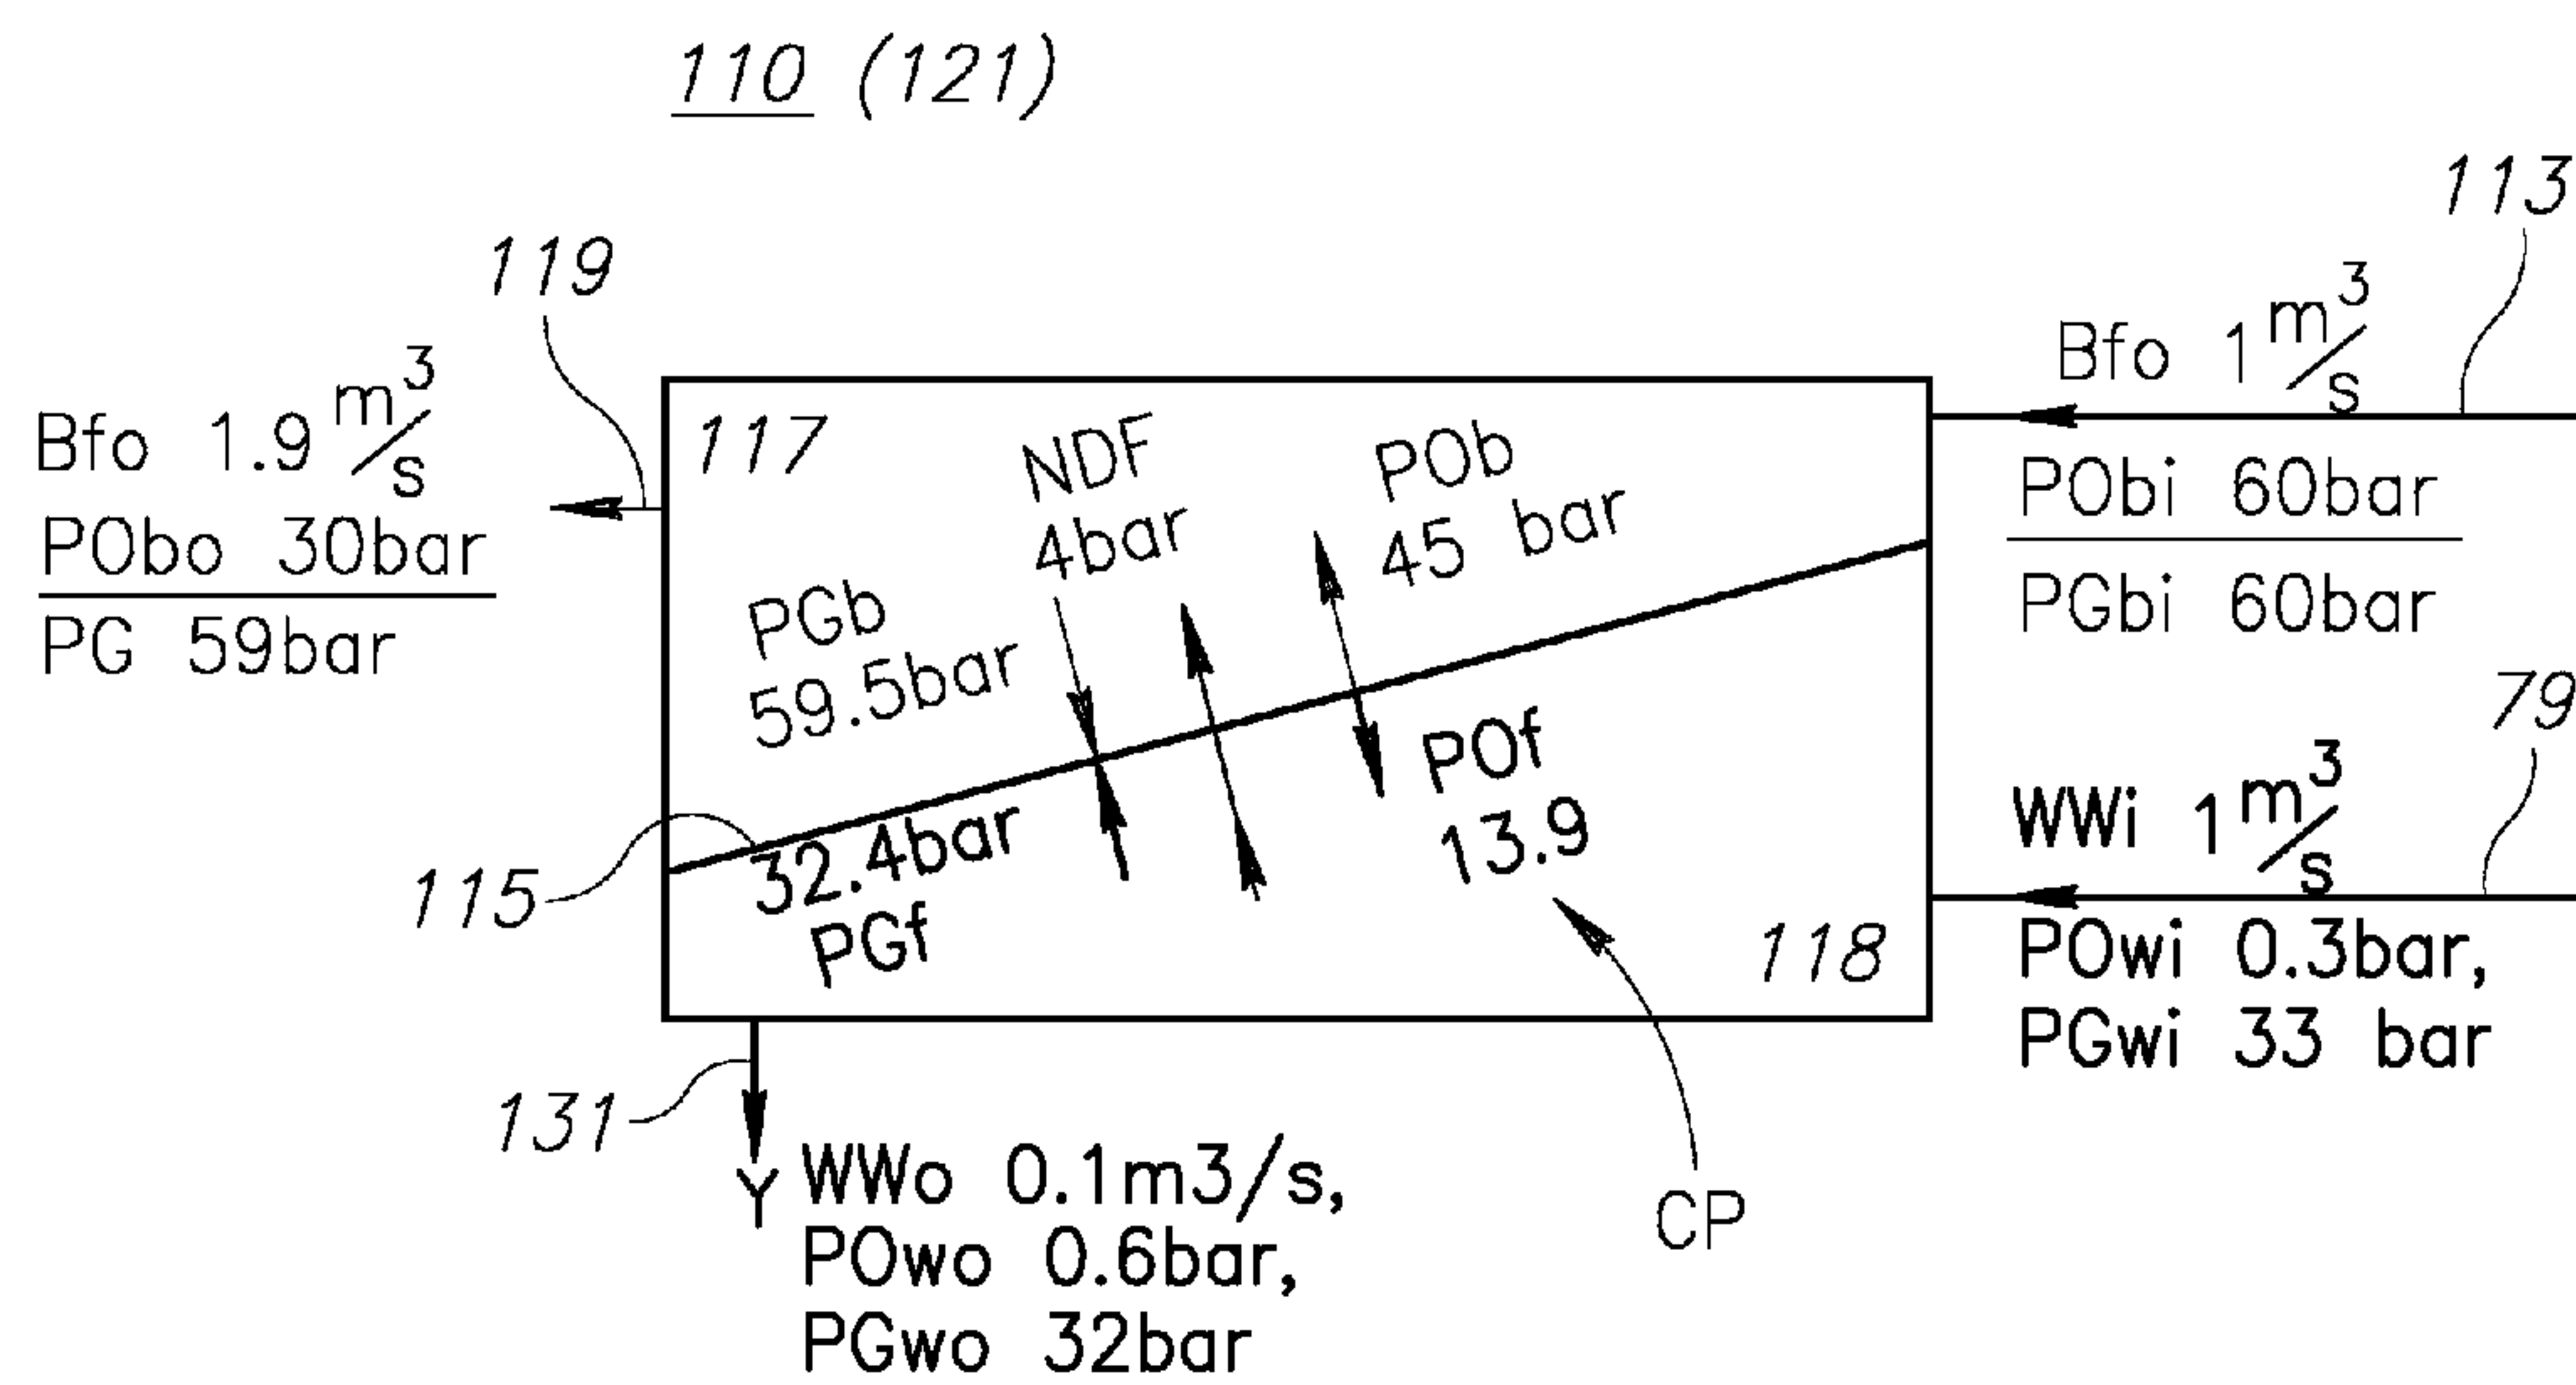 110 (121)
113
119
Bfo 1 m³/s
Bfo 1.9 m³/s
117
NDF
4bar
POb
45 bar
PObi 60bar
PGbi 60bar
PObo 30bar
PG 59bar
PGb
59.5bar
79
POf
13.9
WWi 1 m³/s
115
32.4bar
PGf
118
POwi 0.3bar,
PGwi 33 bar
131
Y
WWo 0.1m3/s,
POwo 0.6bar,
PGwo 32bar
CP